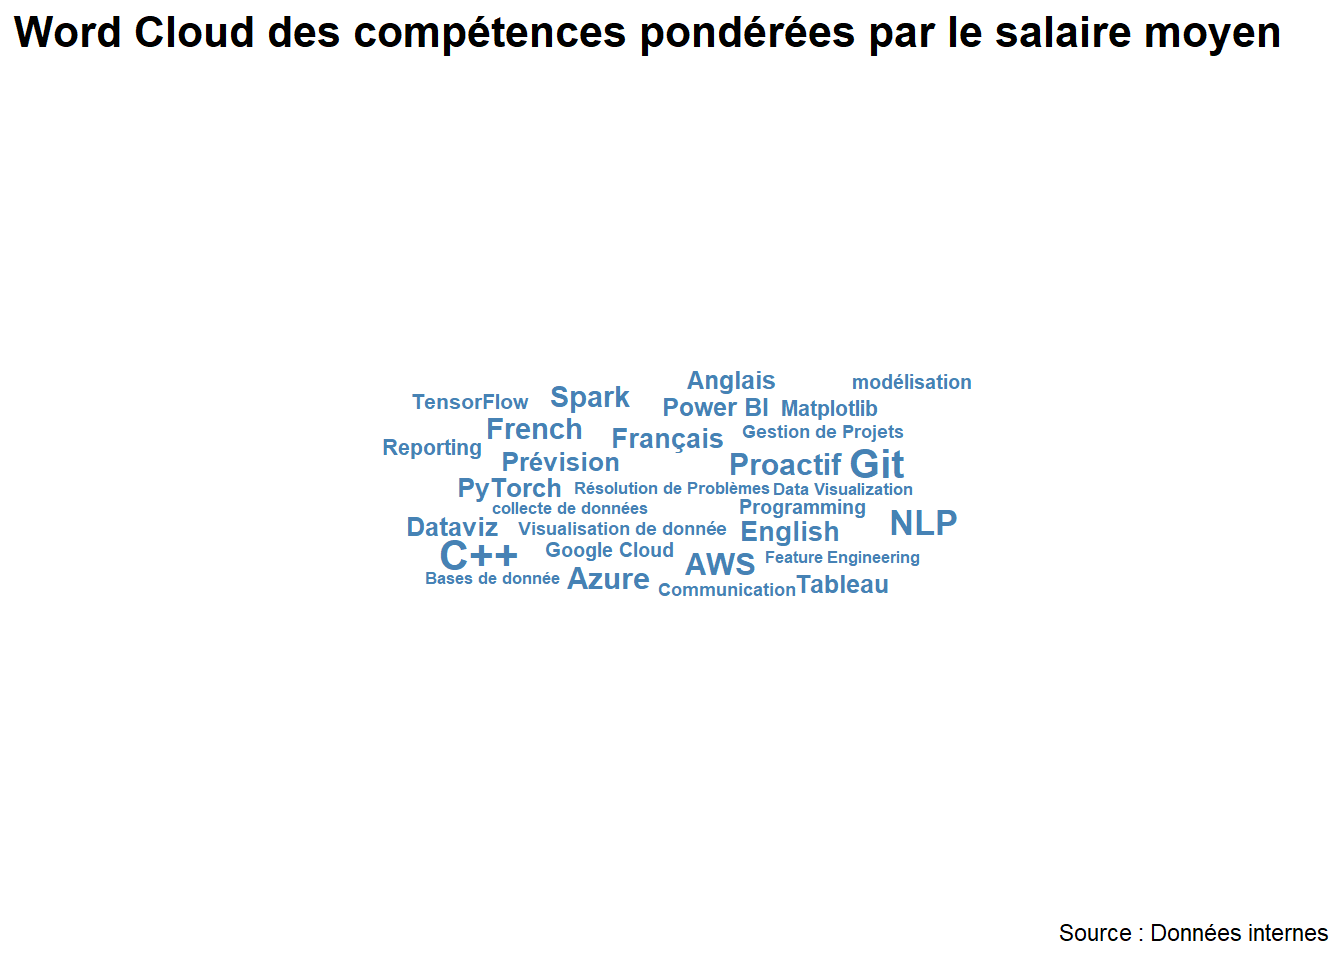 Word Cloud des compétences pondérées par le salaire moyen
Anglais
modélisation
TensorFlow
Spark
Power BI
Matplotlib
French
Français
Gestion de Projets
Reporting
Prévision
Proactif
Git
PyTorch
Résolution de Problèmes
Data Visualization
collecte de données
Programming
Dataviz
Visualisation de donnée
English
NLP
C++
Google Cloud
AWS
Feature Engineering
Bases de donnée
Azure
Communication
Tableau
Source : Données internes